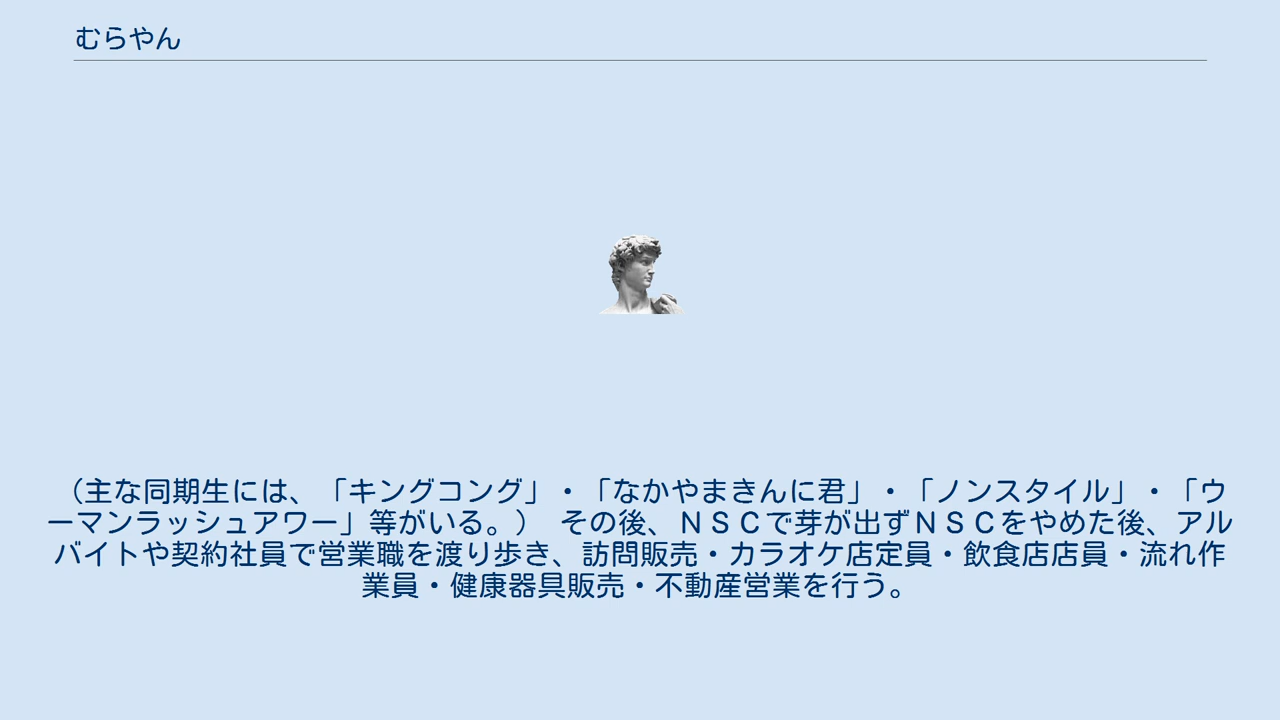 むらやん
（主な同期生には、「キングコング」・「なかやまきんに君」・「ノンスタイル」・「ウ
ーマンラッシュアワー」等がいる。）　その後、ＮＳＣで芽が出ずＮＳＣをやめた後、アル
バイトや契約社員で営業職を渡り歩き、訪問販売・カラオケ店定員・飲食店店員・流れ作
業員・健康器具販売・不動産営業を行う。